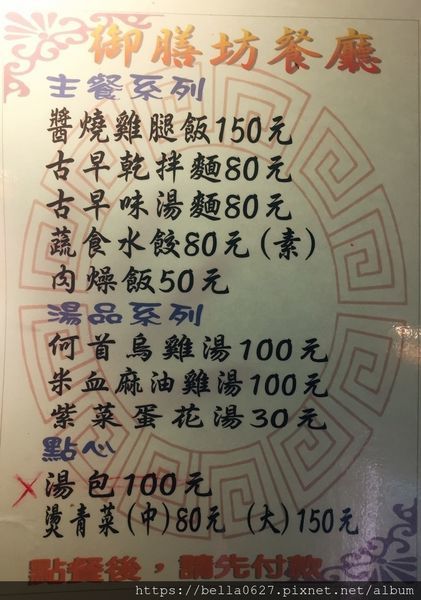 御膳坊餐廳
主餐系列
醬燒雞腿飯150元
古早乾拌麵80元
古早味湯麵80元
蔬食水餃80元(素)
肉燥飯50元
湯品系列
何首烏雞湯100元
米血麻油雞湯100元
紫菜蛋花湯30元
點心
湯包100元
燙青菜(中)80元 (大)150元
點餐後，請先付款
https://bella0627.pixnet.net/album